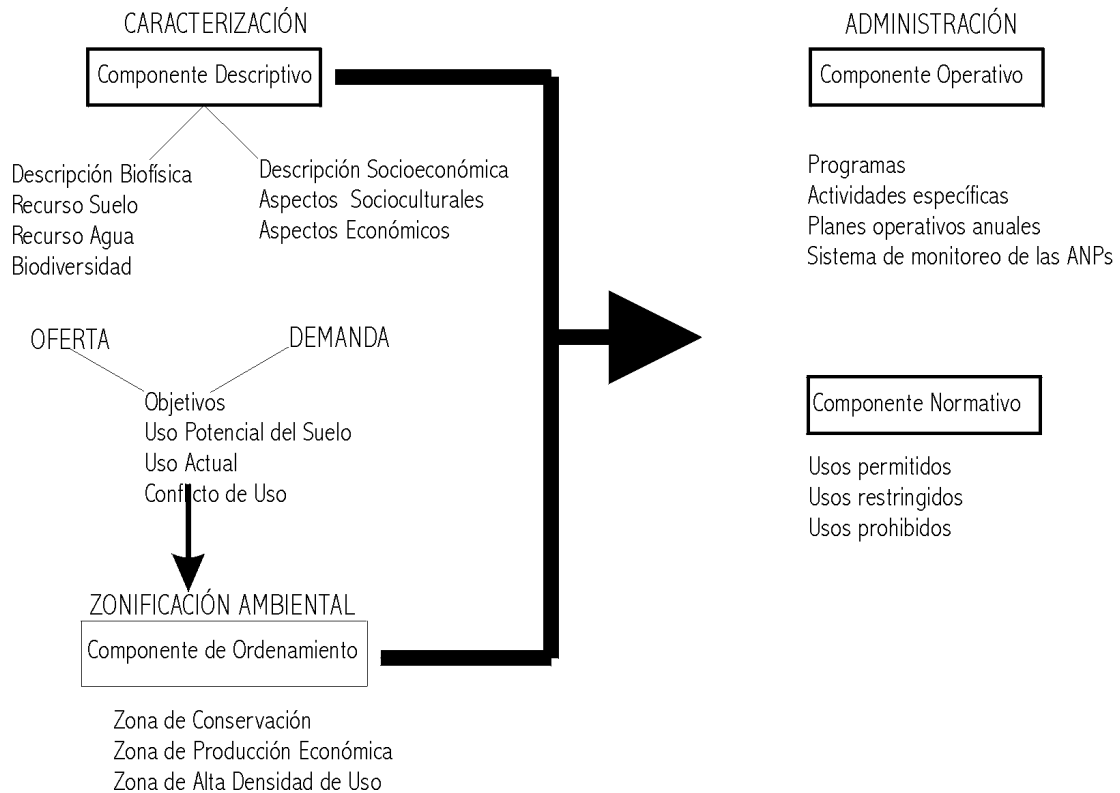 CARACTERIZACIÓN
Componente Descriptivo
Descripción Biofísica
Recurso Suelo
Recurso Agua
Biodiversidad
Descripción Socioeconómica
Aspectos Socioculturales
Aspectos Económicos
OFERTA
DEMANDA
Objetivos
Uso Potencial del Suelo
Uso Actual
Conflicto de Uso
ZONIFICACIÓN AMBIENTAL
Componente de Ordenamiento
Zona de Conservación
Zona de Producción Económica
Zona de Alta Densidad de Uso
ADMINISTRACIÓN
Componente Operativo
Programas
Actividades específicas
Planes operativos anuales
Sistema de monitoreo de las ANPs
Componente Normativo
Usos permitidos
Usos restringidos
Usos prohibidos